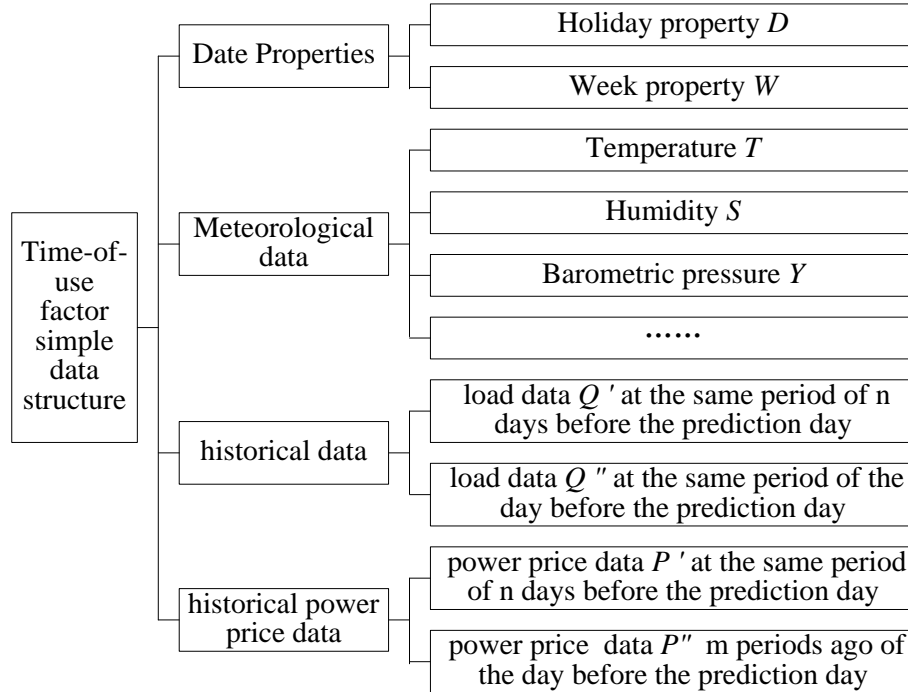 Time-of-
use
factor
simple
data
structure
Date Properties
Holiday property D
Week property W
Meteorological
data
Temperature T
Humidity S
Barometric pressure Y
······
historical data
load data Q ' at the same period of n
days before the prediction day
load data Q " at the same period of the
day before the prediction day
historical power
price data
power price data P ' at the same period
of n days before the prediction day
power price data P" m periods ago of
the day before the prediction day